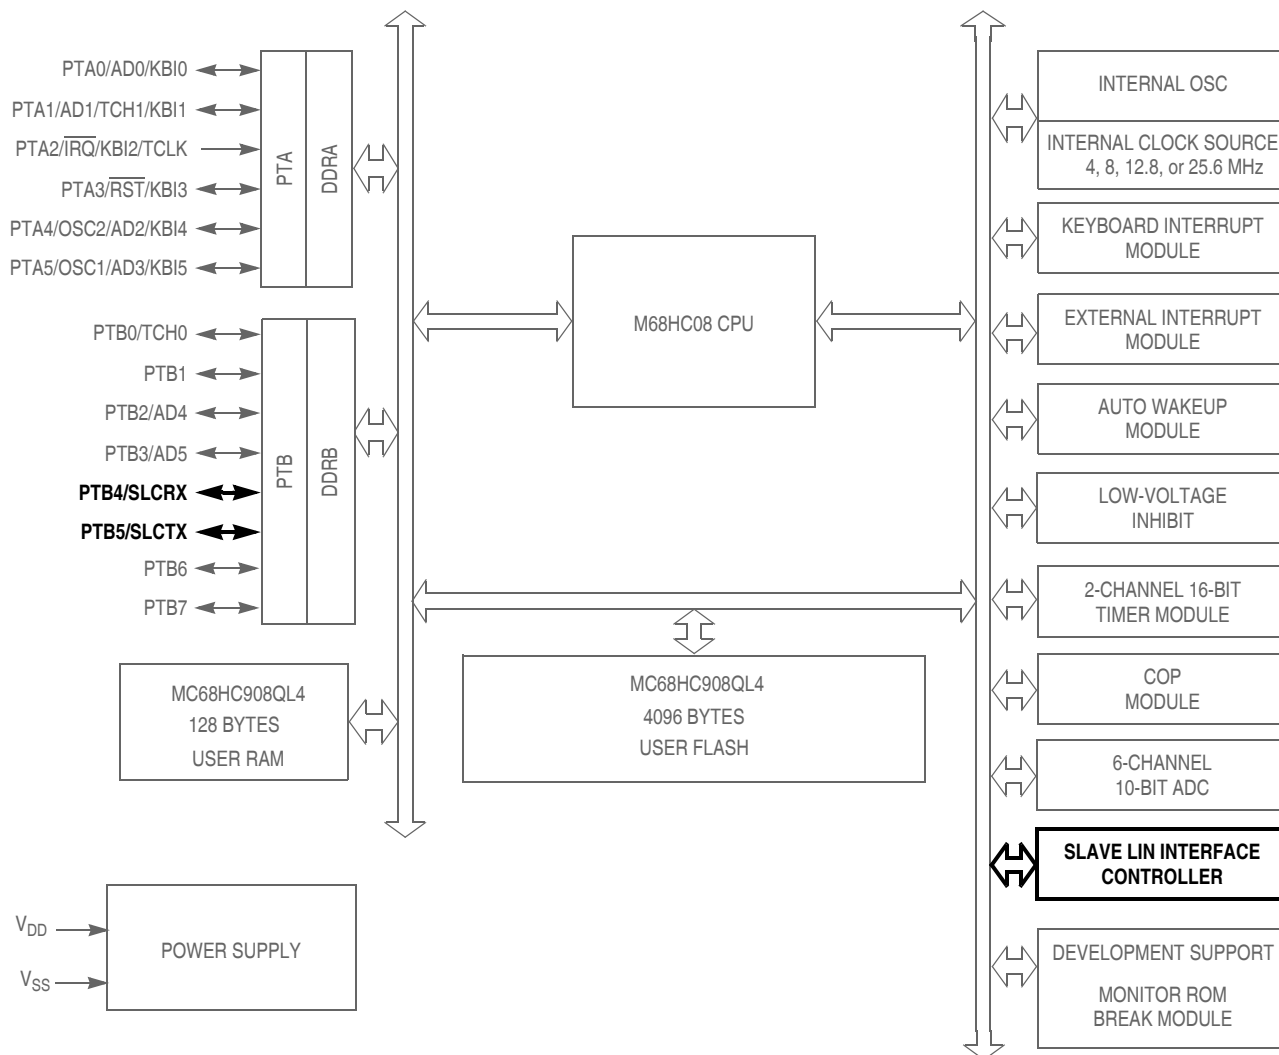 PTA0/AD0/KBI0
PTA1/AD1/TCH1/KBI1
PTA2/IRQ/KBI2/TCLK
PTA3/RST/KBI3
PTA4/OSC2/AD2/KBI4
PTA5/OSC1/AD3/KBI5
PTA
DDRA
PTB0/TCH0
PTB1
PTB2/AD4
PTB3/AD5
PTB4/SLCRX
PTB5/SLCTX
PTB6
PTB7
PTB
DDRB
M68HC08 CPU
MC68HC908QL4
128 BYTES
USER RAM
MC68HC908QL4
4096 BYTES
USER FLASH
VDD
VSS
POWER SUPPLY
INTERNAL OSC
INTERNAL CLOCK SOURCE
4, 8, 12.8, or 25.6 MHz
KEYBOARD INTERRUPT
MODULE
EXTERNAL INTERRUPT
MODULE
AUTO WAKEUP
MODULE
LOW-VOLTAGE
INHIBIT
2-CHANNEL 16-BIT
TIMER MODULE
COP
MODULE
6-CHANNEL
10-BIT ADC
SLAVE LIN INTERFACE
CONTROLLER
DEVELOPMENT SUPPORT
MONITOR ROM
BREAK MODULE